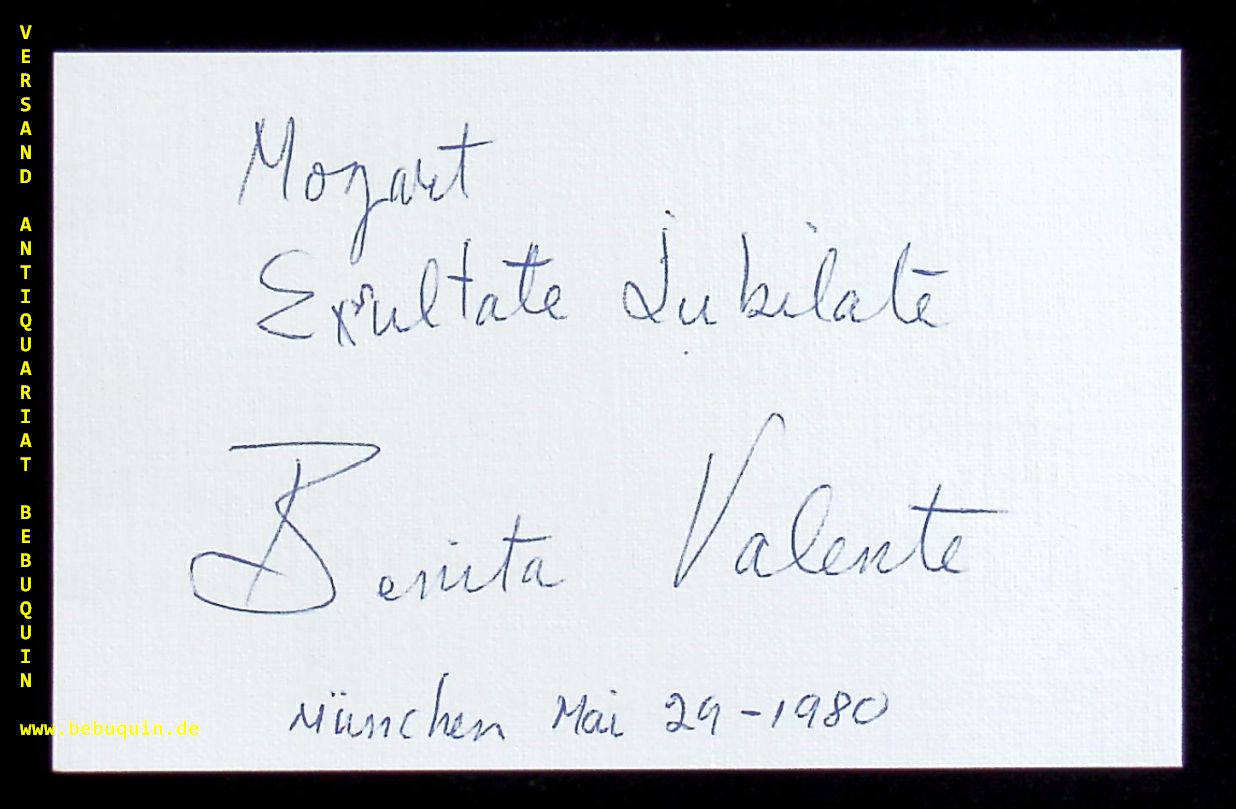 VERSAND ANTIQUARIAT BEBUQUIN
Mozart
Exultate Jubilate
Benita Valente
München Mai 29-1980
www.bebuquin.de